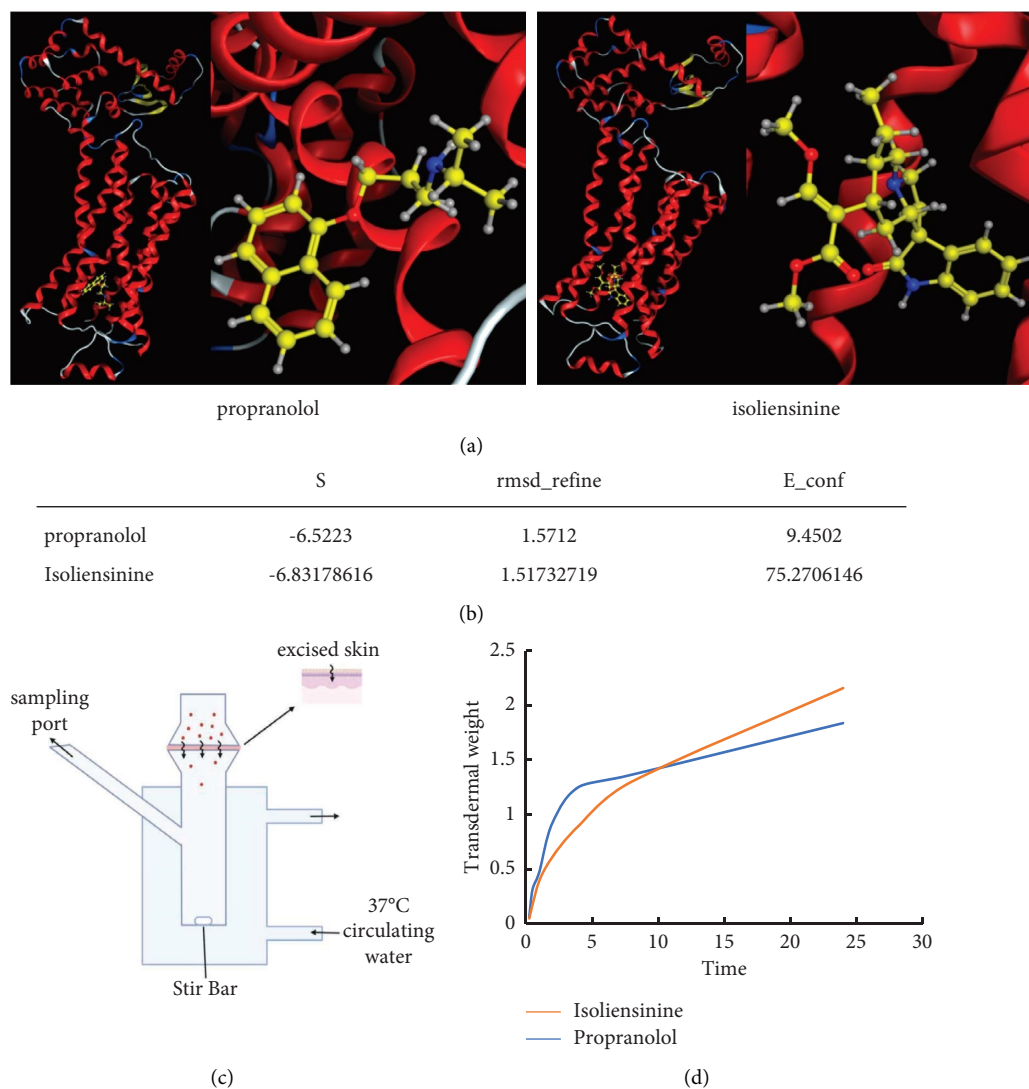 propranolol
isoliensinine
(a)
S rmsd_refine E_conf
propranolol -6.5223 1.5712 9.4502
Isoliensinine -6.83178616 1.51732719 75.2706146
(b)
excised skin
sampling
port
37°C
circulating
water
Stir Bar
(c)
2.5
2
1.5
1
0.5
0
Transdermal weight
0 5 10 15 20 25 30
Time
Isoliensinine
Propranolol
(d)